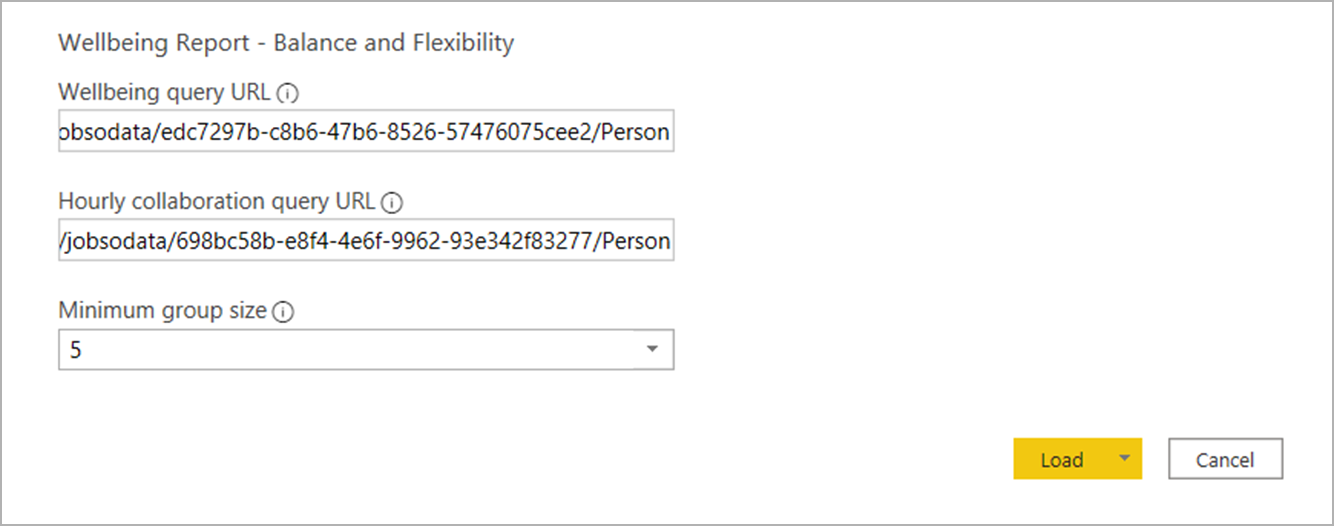 Wellbeing Report - Balance and Flexibility
Wellbeing query URL
obsodata/edc7297b-c8b6-47b6-8526-57476075cee2/Person
Hourly collaboration query URL
/jobsodata/698bc58b-e8f4-4e6f-9962-93e342f83277/Person
Minimum group size
5
Load
Cancel